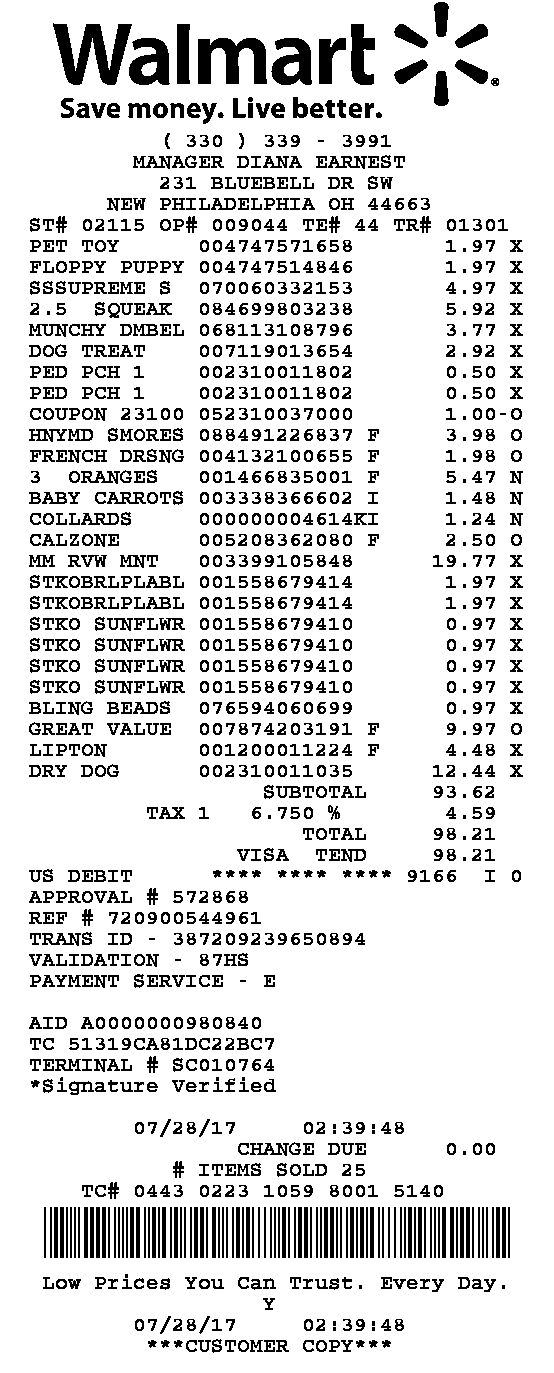 Walmart
Save money. Live better.
( 330 ) 339 - 3991
MANAGER DIANA EARNEST
231 BLUEBELL DR SW
NEW PHILADELPHIA OH 44663
ST# 02115 OP# 009044 TE# 44 TR# 01301
PET TOY 004747571658 1.97 X
FLOPPY PUPPY 004747514846 1.97 X
SSSUPREME S 070060332153 4.97 X
2.5 SQUEAK 084699803238 5.92 X
MUNCHY DMBEL 068113108796 3.77 X
DOG TREAT 007119013654 2.92 X
PED PCH 1 002310011802 0.50 X
PED PCH 1 002310011802 0.50 X
COUPON 23100 052310037000 1.00-O
HNYMD SMORES 088491226837 F 3.98 O
FRENCH DRSNG 004132100655 F 1.98 O
3 ORANGES 001466835001 F 5.47 N
BABY CARROTS 003338366602 I 1.48 N
COLLARDS 000000004614KI 1.24 N
CALZONE 005208362080 F 2.50 O
MM RVW MNT 003399105848 19.77 X
STKOBRLPLABL 001558679414 1.97 X
STKOBRLPLABL 001558679414 1.97 X
STKO SUNFLWR 001558679410 0.97 X
STKO SUNFLWR 001558679410 0.97 X
STKO SUNFLWR 001558679410 0.97 X
STKO SUNFLWR 001558679410 0.97 X
BLING BEADS 076594060699 0.97 X
GREAT VALUE 007874203191 F 9.97 O
LIPTON 001200011224 F 4.48 X
DRY DOG 002310011035 12.44 X
SUBTOTAL 93.62
TAX 1 6.750 % 4.59
TOTAL 98.21
VISA TEND 98.21
US DEBIT **** **** **** 9166 I 0
APPROVAL # 572868
REF # 720900544961
TRANS ID - 387209239650894
VALIDATION - 87HS
PAYMENT SERVICE - E
AID A0000000980840
TC 51319CA81DC22BC7
TERMINAL # SC010764
*Signature Verified
07/28/17 02:39:48
CHANGE DUE 0.00
# ITEMS SOLD 25
TC# 0443 0223 1059 8001 5140
Low Prices You Can Trust. Every Day.
Y
07/28/17 02:39:48
***CUSTOMER COPY***